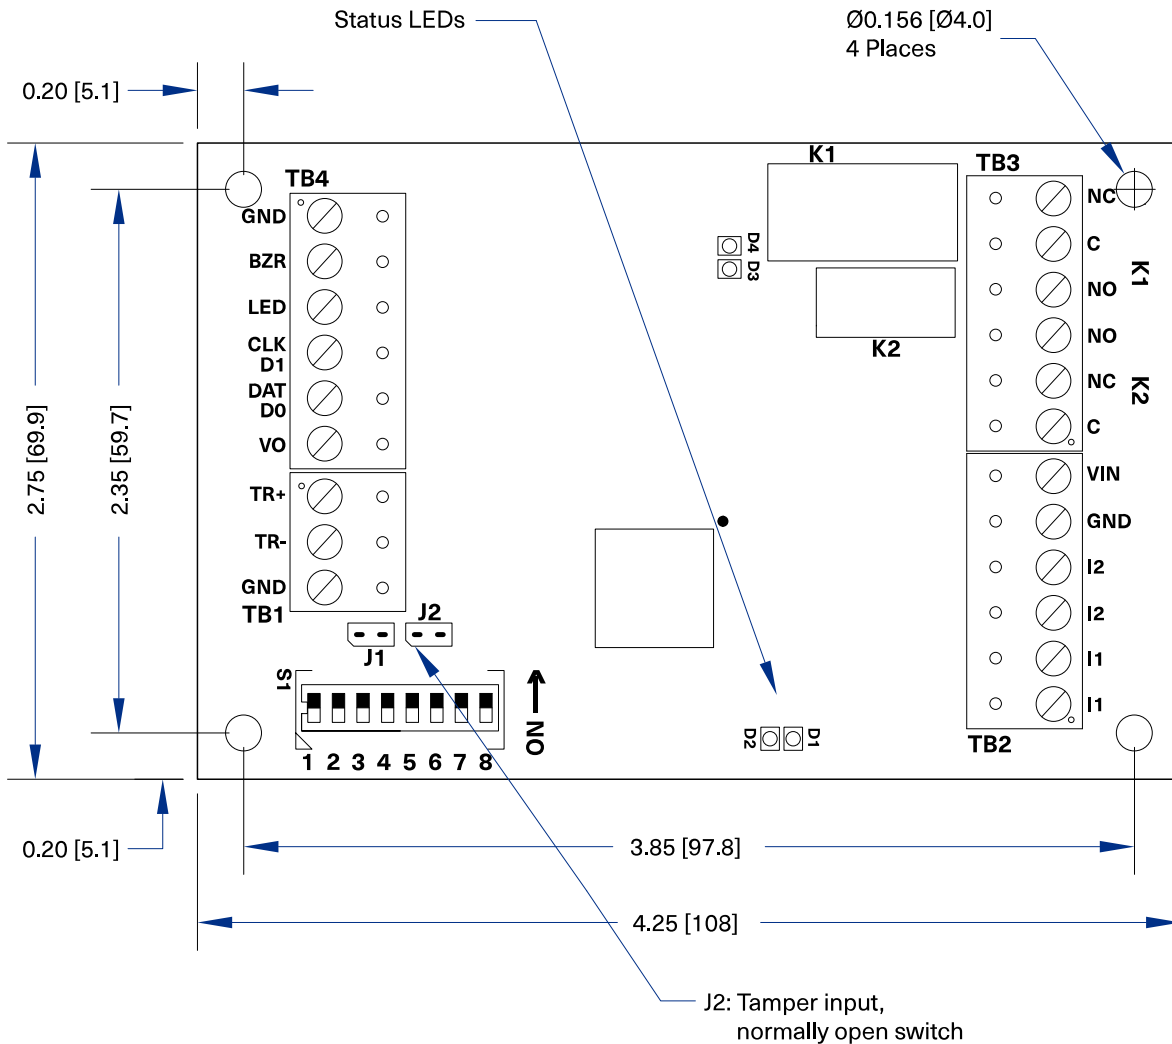 Status LEDs
Ø0.156 [Ø4.0]
4 Places
0.20 [5.1]
K1
TB4
TB3
GND
BZR
LED
CLK
D1
DAT
D0
VO
TR+
TR-
GND
TB1
D4
D3
K2
NC
C
NO
NO
NC
C
K1
K2
VIN
GND
I2
I2
I1
I1
TB2
2.75 [69.9]
2.35 [59.7]
J2
J1
S1
NO
1 2 3 4 5 6 7 8
D2
D1
0.20 [5.1]
3.85 [97.8]
4.25 [108]
J2: Tamper input,
normally open switch